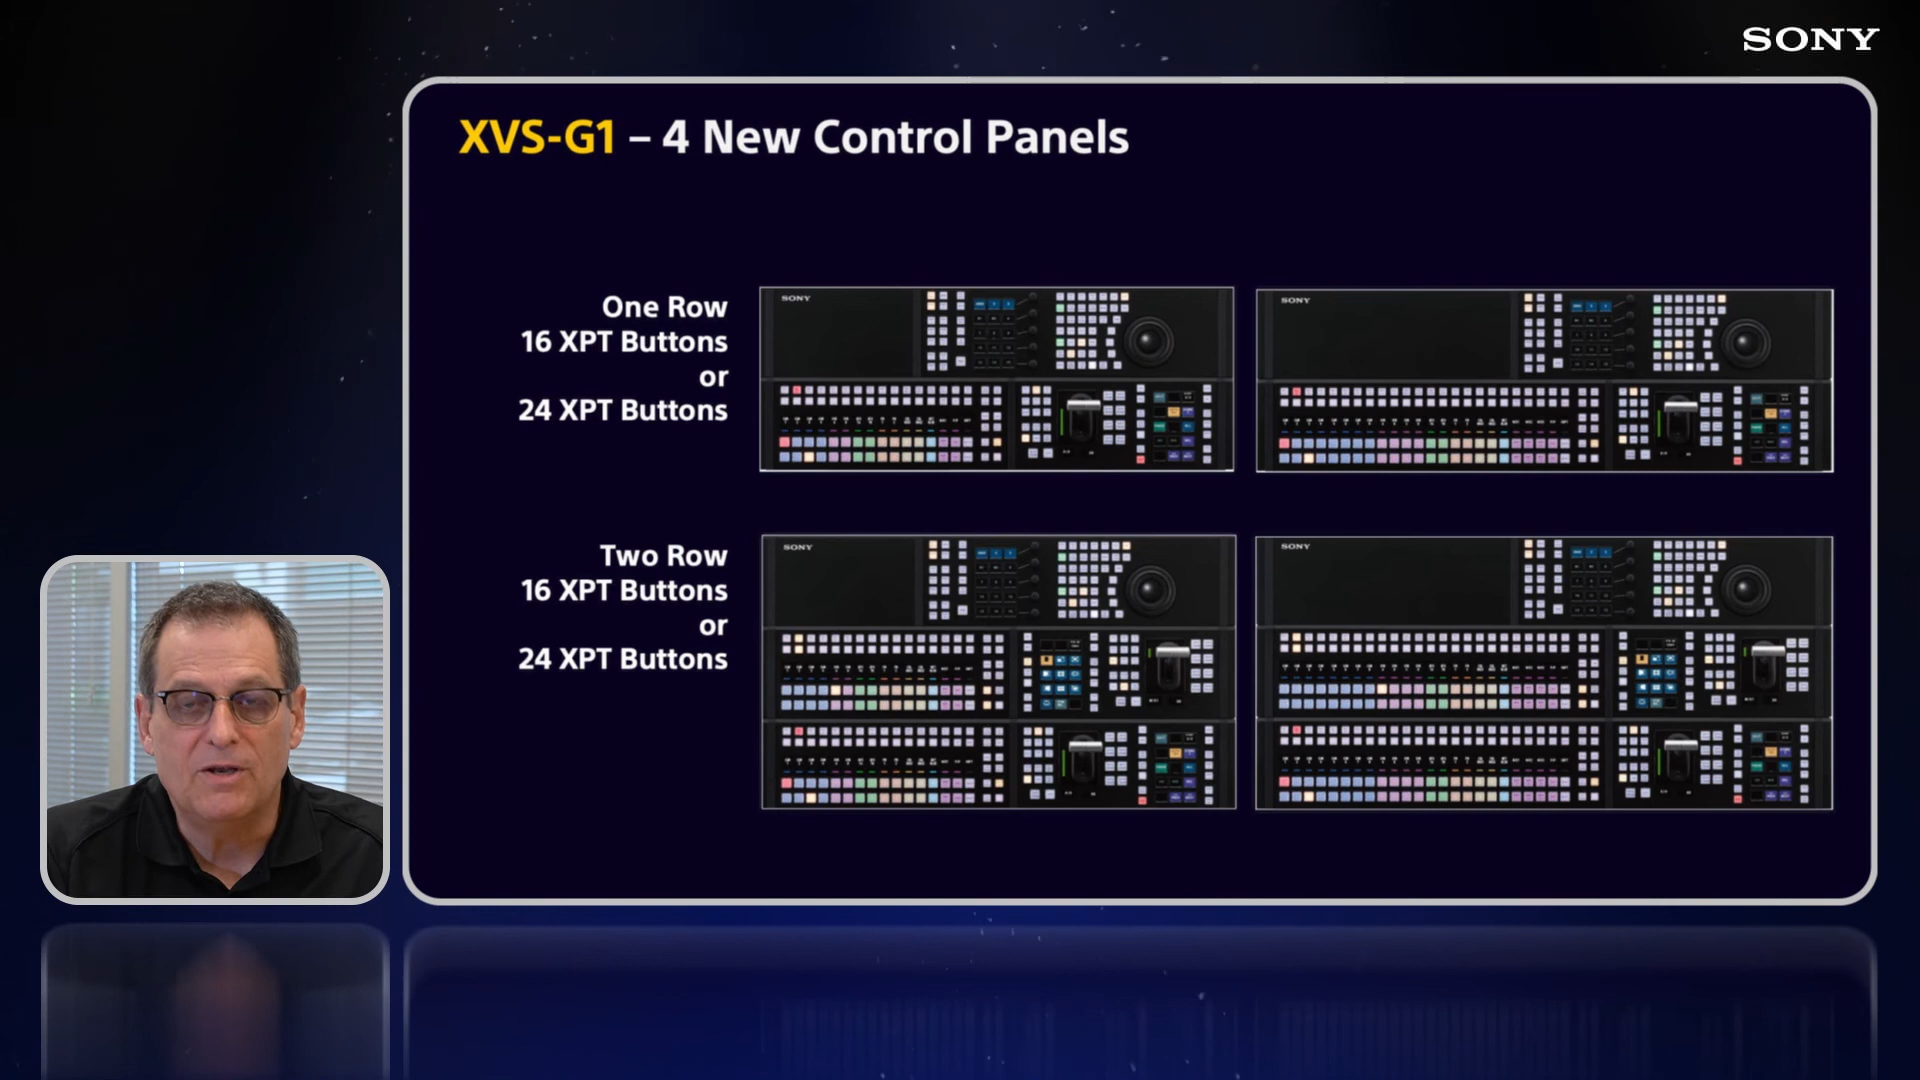 SONY
XVS-G1 – 4 New Control Panels
One Row
16 XPT Buttons
or
24 XPT Buttons
SONY
SONY
Two Row
16 XPT Buttons
or
24 XPT Buttons
SONY
SONY